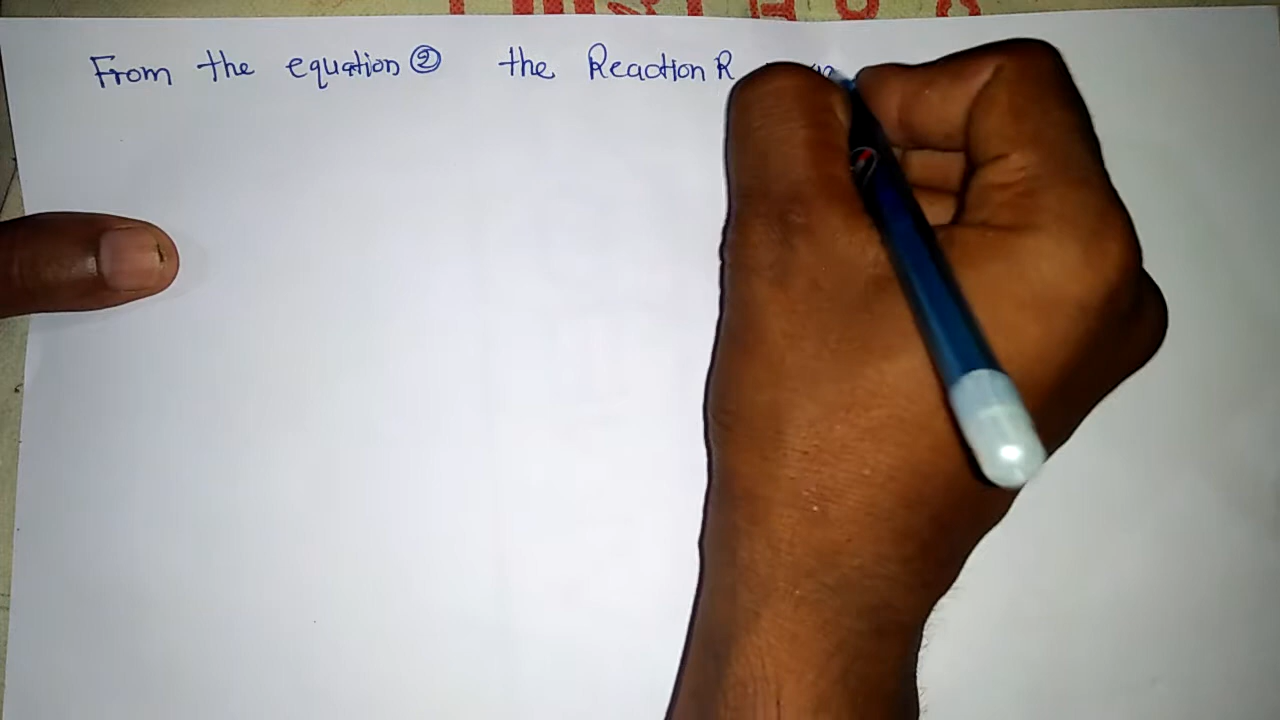 From the equation ② the Reaction R